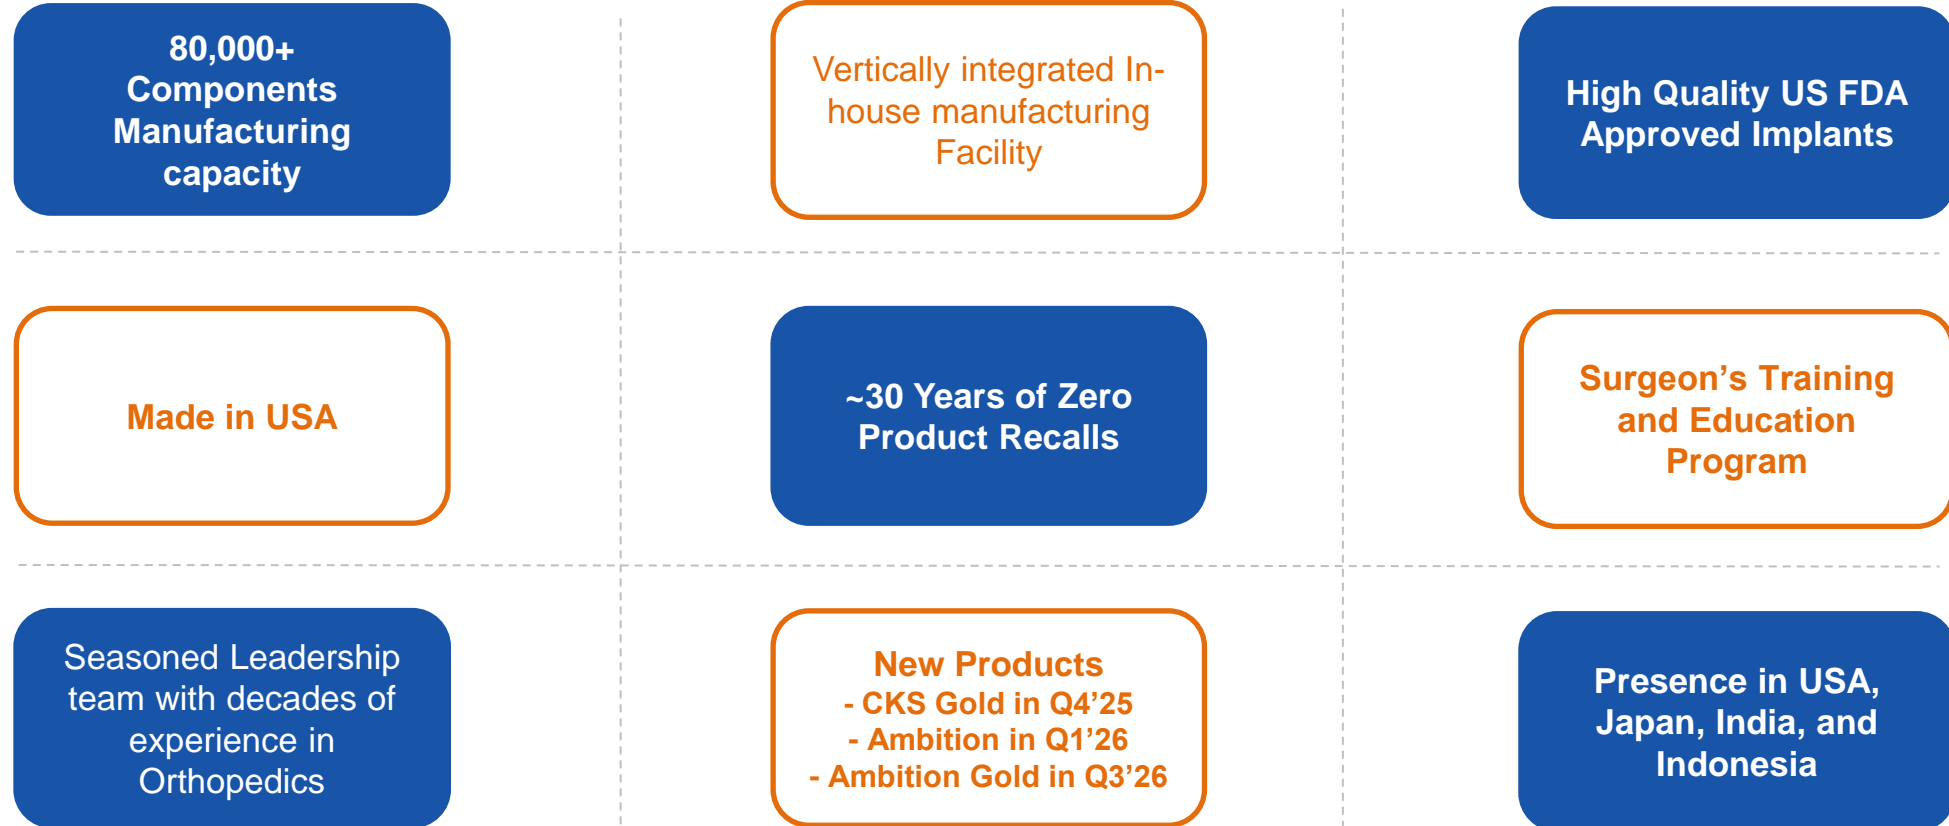 80,000+
Components
Manufacturing
capacity
Vertically integrated In-
house manufacturing
Facility
High Quality US FDA
Approved Implants
Made in USA
~30 Years of Zero
Product Recalls
Surgeon’s Training
and Education
Program
Seasoned Leadership
team with decades of
experience in
Orthopedics
New Products
- CKS Gold in Q4’25
- Ambition in Q1’26
- Ambition Gold in Q3’26
Presence in USA,
Japan, India, and
Indonesia